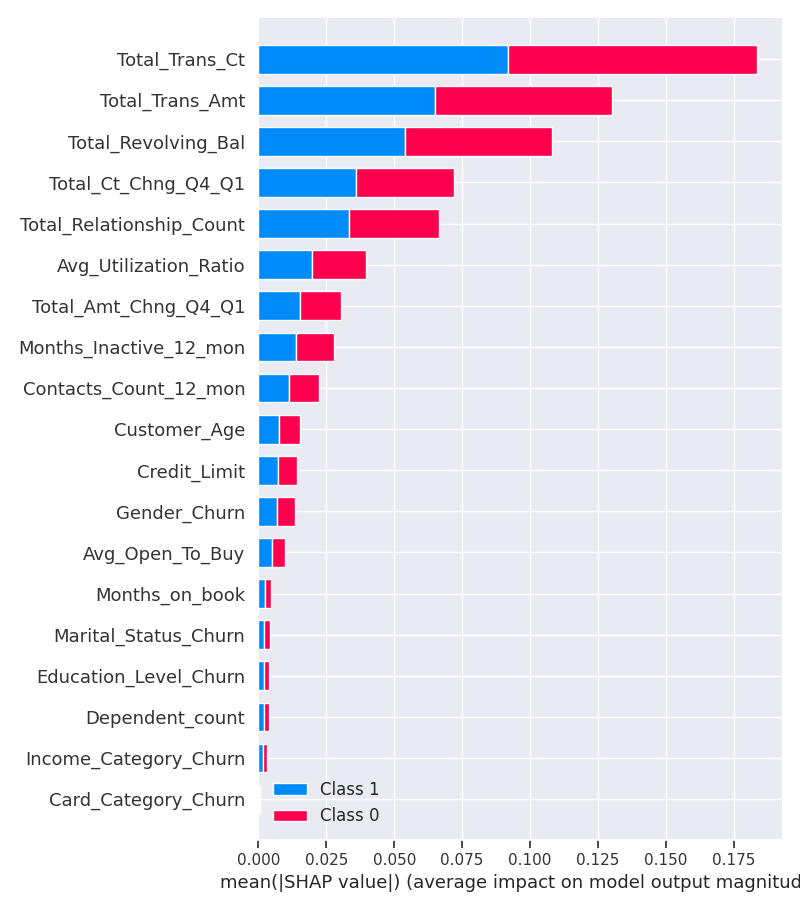 Total_Trans_Ct
Total_Trans_Amt
Total_Revolving_Bal
Total_Ct_Chng_Q4_Q1
Total_Relationship_Count
Avg_Utilization_Ratio
Total_Amt_Chng_Q4_Q1
Months_Inactive_12_mon
Contacts_Count_12_mon
Customer_Age
Credit_Limit
Gender_Churn
Avg_Open_To_Buy
Months_on_book
Marital_Status_Churn
Education_Level_Churn
Dependent_count
Income_Category_Churn
Card_Category_Churn
Class 1
Class 0
0.000 0.025 0.050 0.075 0.100 0.125 0.150 0.175
mean(|SHAP value|) (average impact on model output magnitud